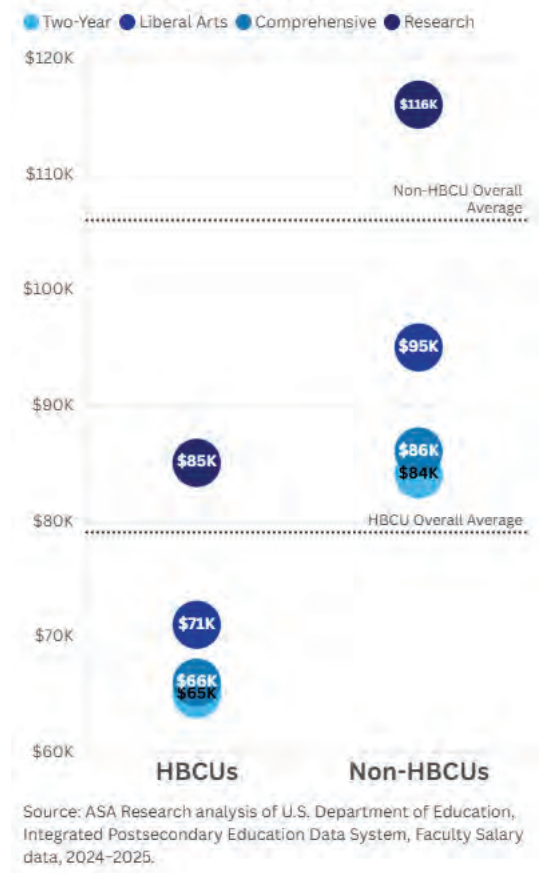 Two-Year Liberal Arts Comprehensive Research
$120K
$116K
$110K
Non-HBCU Overall
Average
$100K
$95K
$90K
$86K
$85K
$84K
$80K
HBCU Overall Average
$71K
$70K
$66K
$65K
$60K
HBCUs Non-HBCUs
Source: ASA Research analysis of U.S. Department of Education,
Integrated Postsecondary Education Data System, Faculty Salary
data, 2024–2025.